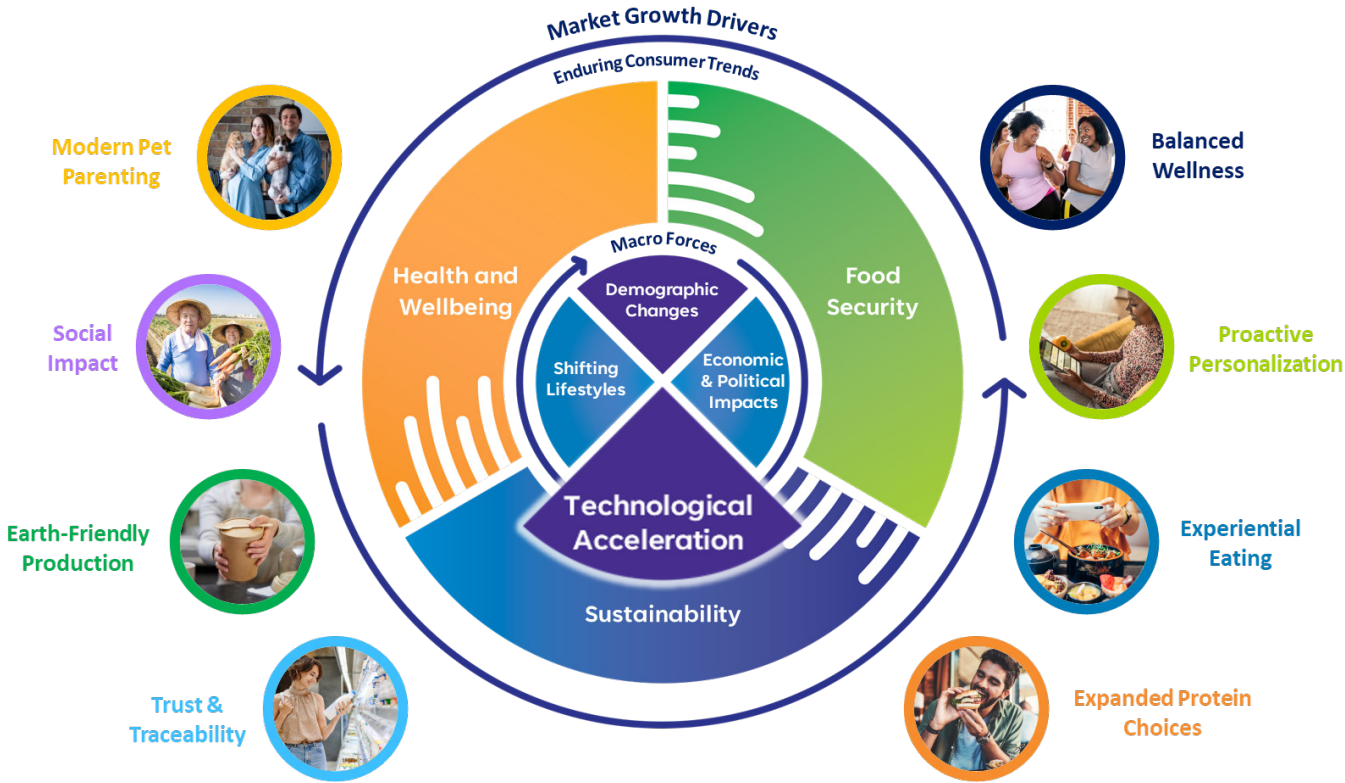 Market Growth Drivers
Enduring Consumer Trends
Modern Pet
Parenting
Balanced
Wellness
Macro Forces
Health and
Wellbeing
Food
Security
Demographic
Changes
Social
Impact
Shifting
Lifestyles
Economic
& Political
Impacts
Proactive
Personalization
Technological
Acceleration
Earth-Friendly
Production
Experiential
Eating
Sustainability
Trust &
Traceability
Expanded Protein
Choices